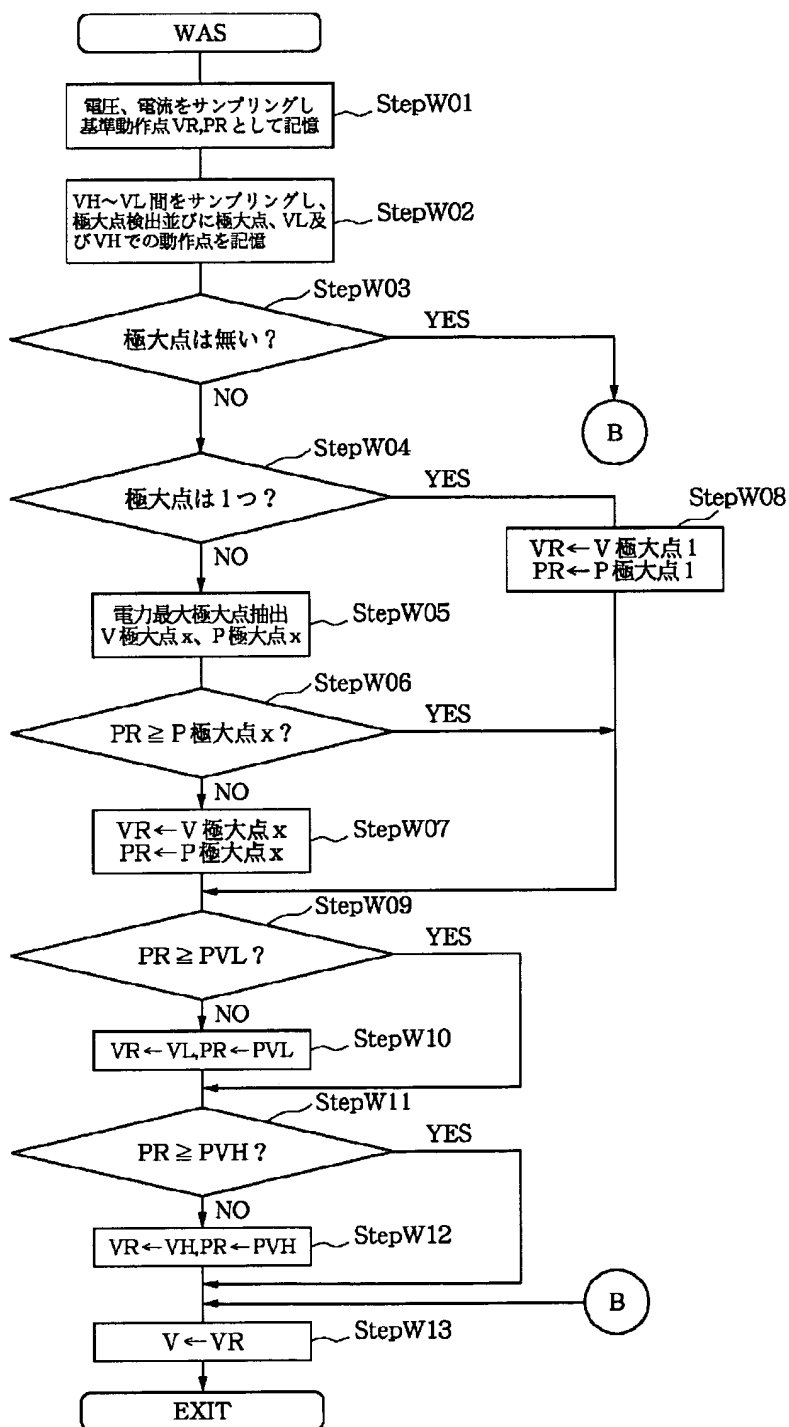 WAS
電圧、電流をサンプリングし
基準動作点VR,PRとして記憶
StepW01
VH～VL間をサンプリングし、
極大点検出並びに極大点、VL及
びVHでの動作点を記憶
StepW02
StepW03
極大点は無い？
YES
NO
B
StepW04
極大点は1つ？
YES
NO
StepW08
VR←V極大点1
PR←P極大点1
電力最大極大点抽出
V極大点x、P極大点x
StepW05
StepW06
PR≧P極大点x？
YES
NO
VR←V極大点x
PR←P極大点x
StepW07
StepW09
PR≧PVL？
YES
NO
VR←VL,PR←PVL
StepW10
StepW11
PR≧PVH？
YES
NO
VR←VH,PR←PVH
StepW12
B
V←VR
StepW13
EXIT